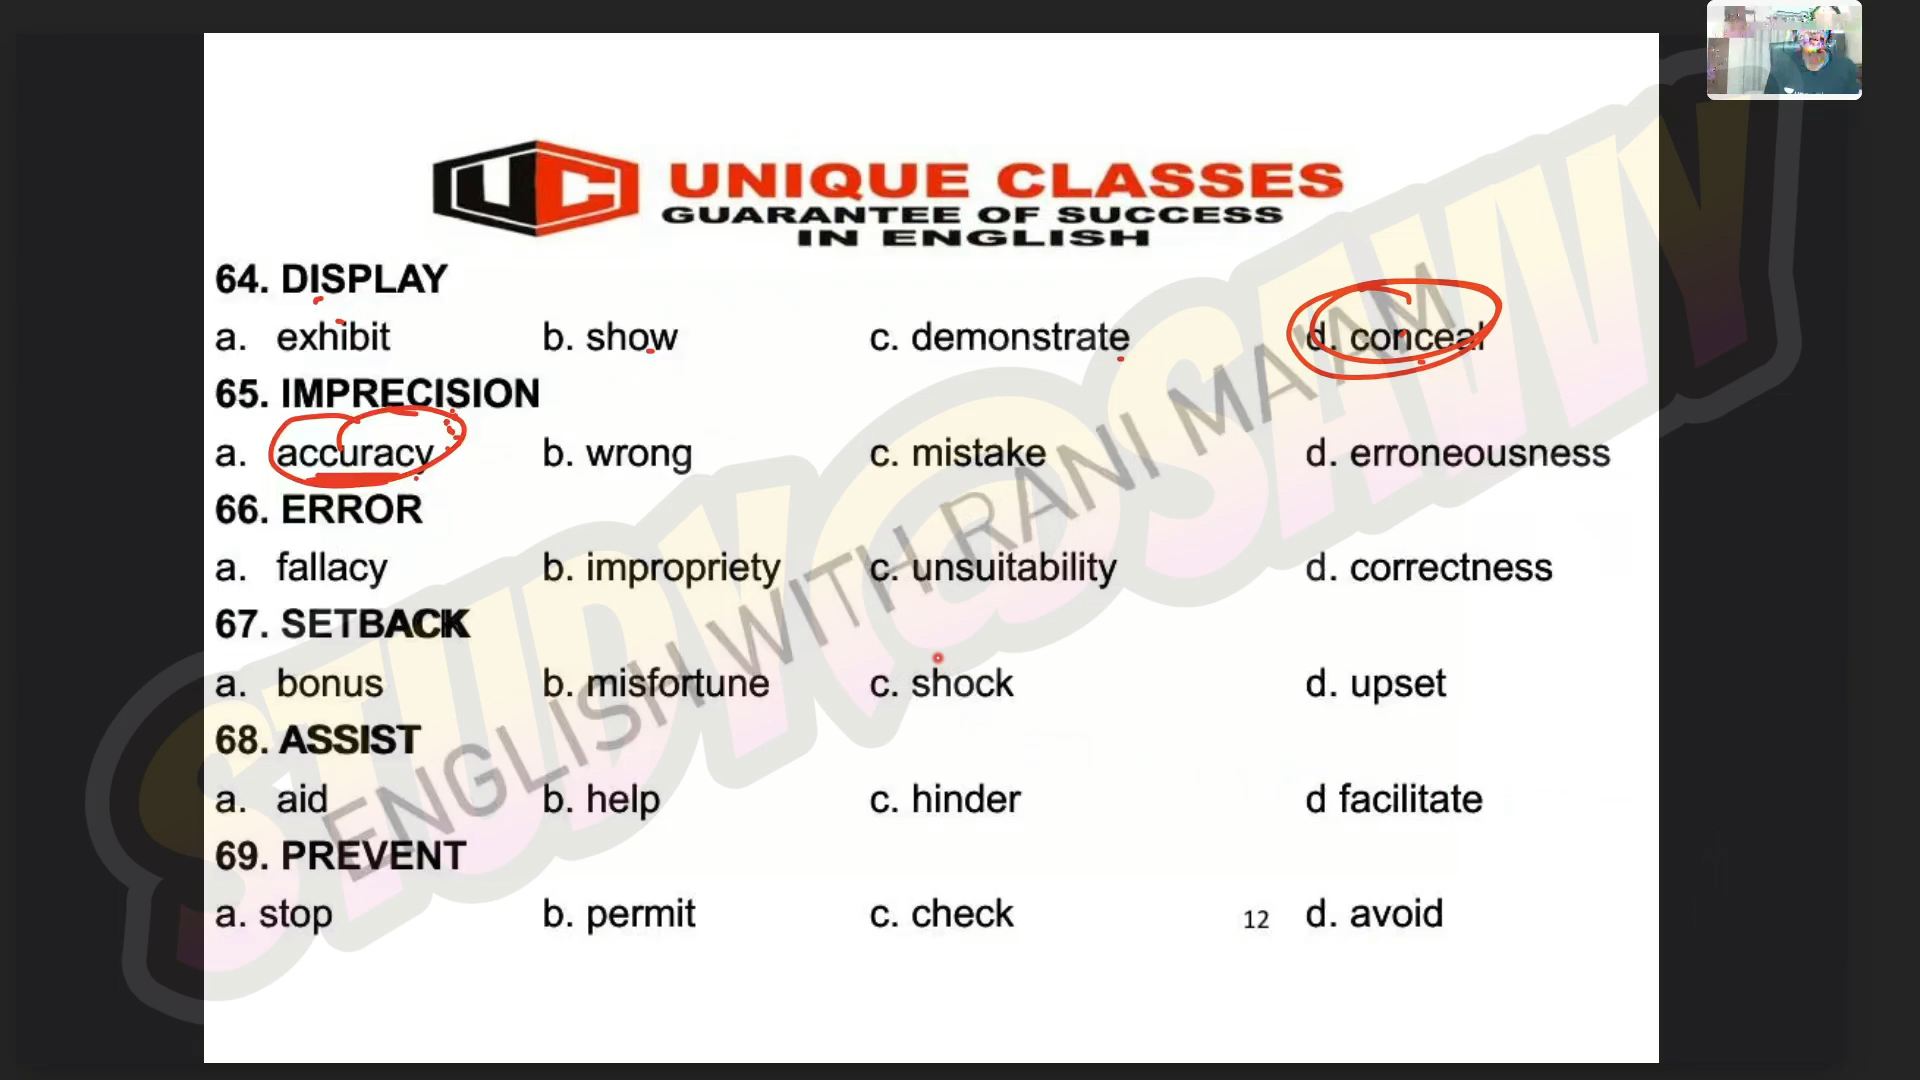 UC UNIQUE CLASSES
GUARANTEE OF SUCCESS
IN ENGLISH
64. DISPLAY
a. exhibit b. show c. demonstrate d. conceal
65. IMPRECISION
a. accuracy b. wrong c. mistake d. erroneousness
66. ERROR
a. fallacy b. impropriety c. unsuitability d. correctness
67. SETBACK
a. bonus b. misfortune c. shock d. upset
68. ASSIST
a. aid b. help c. hinder d facilitate
69. PREVENT
a. stop b. permit c. check 12 d. avoid
STUDY@SAVVY
ENGLISH WITH RANI MA'AM